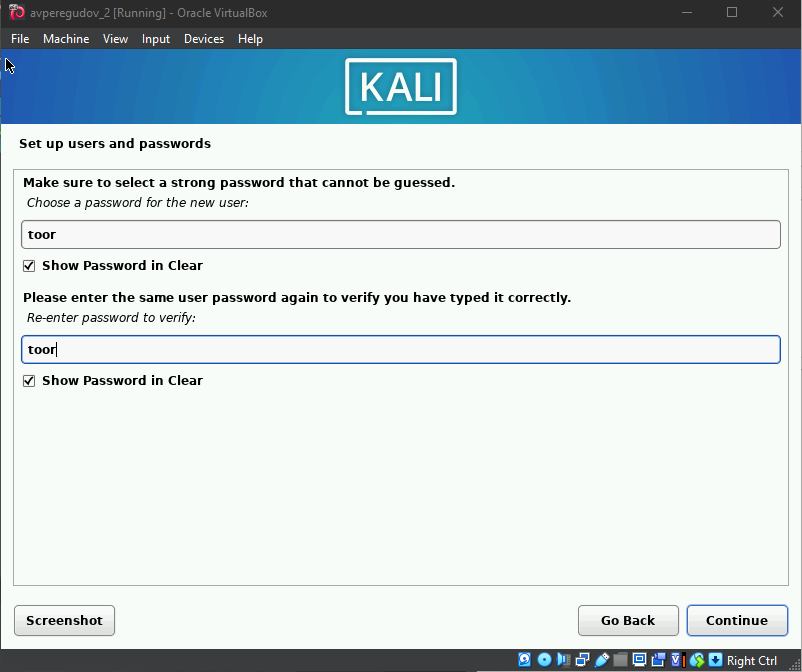 avperegudov_2 [Running] - Oracle VirtualBox
File Machine View Input Devices Help
KALI
Set up users and passwords
Make sure to select a strong password that cannot be guessed.
Choose a password for the new user:
toor
Show Password in Clear
Please enter the same user password again to verify you have typed it correctly.
Re-enter password to verify:
toor
Show Password in Clear
Screenshot Go Back Continue
Right Ctrl